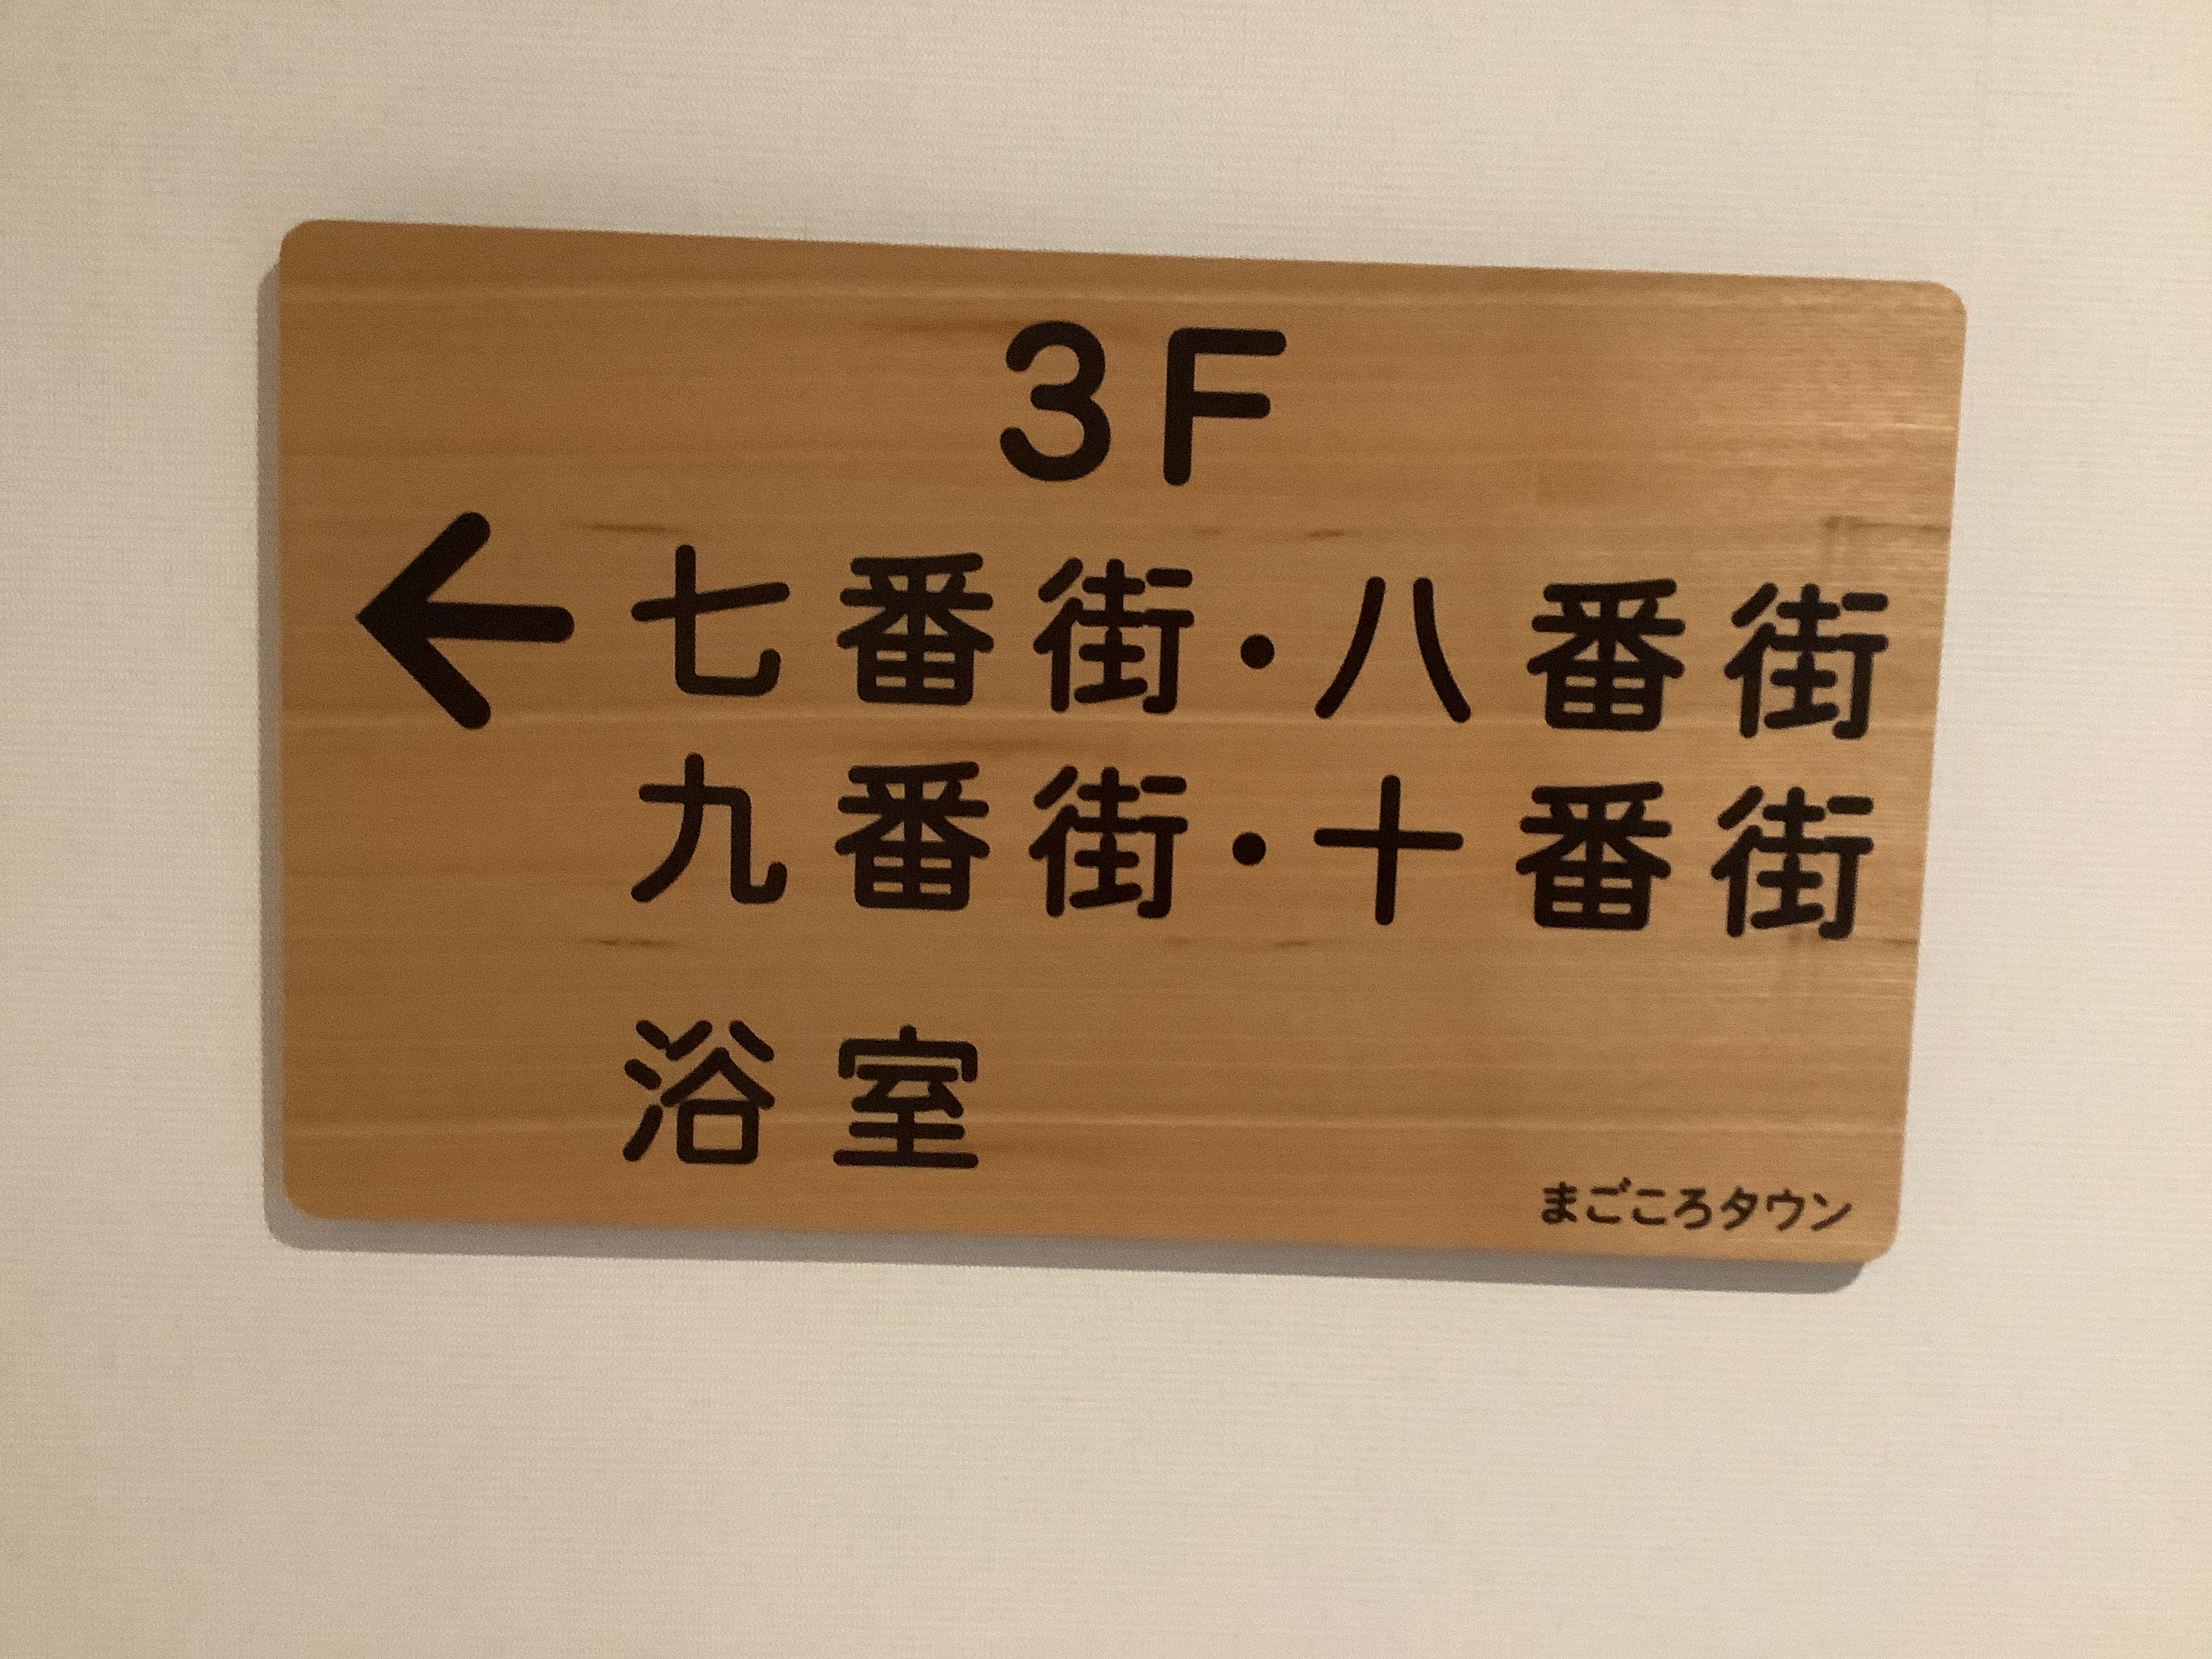 3F
←七番街・八番街
九番街・十番街
浴室
まごころタウン